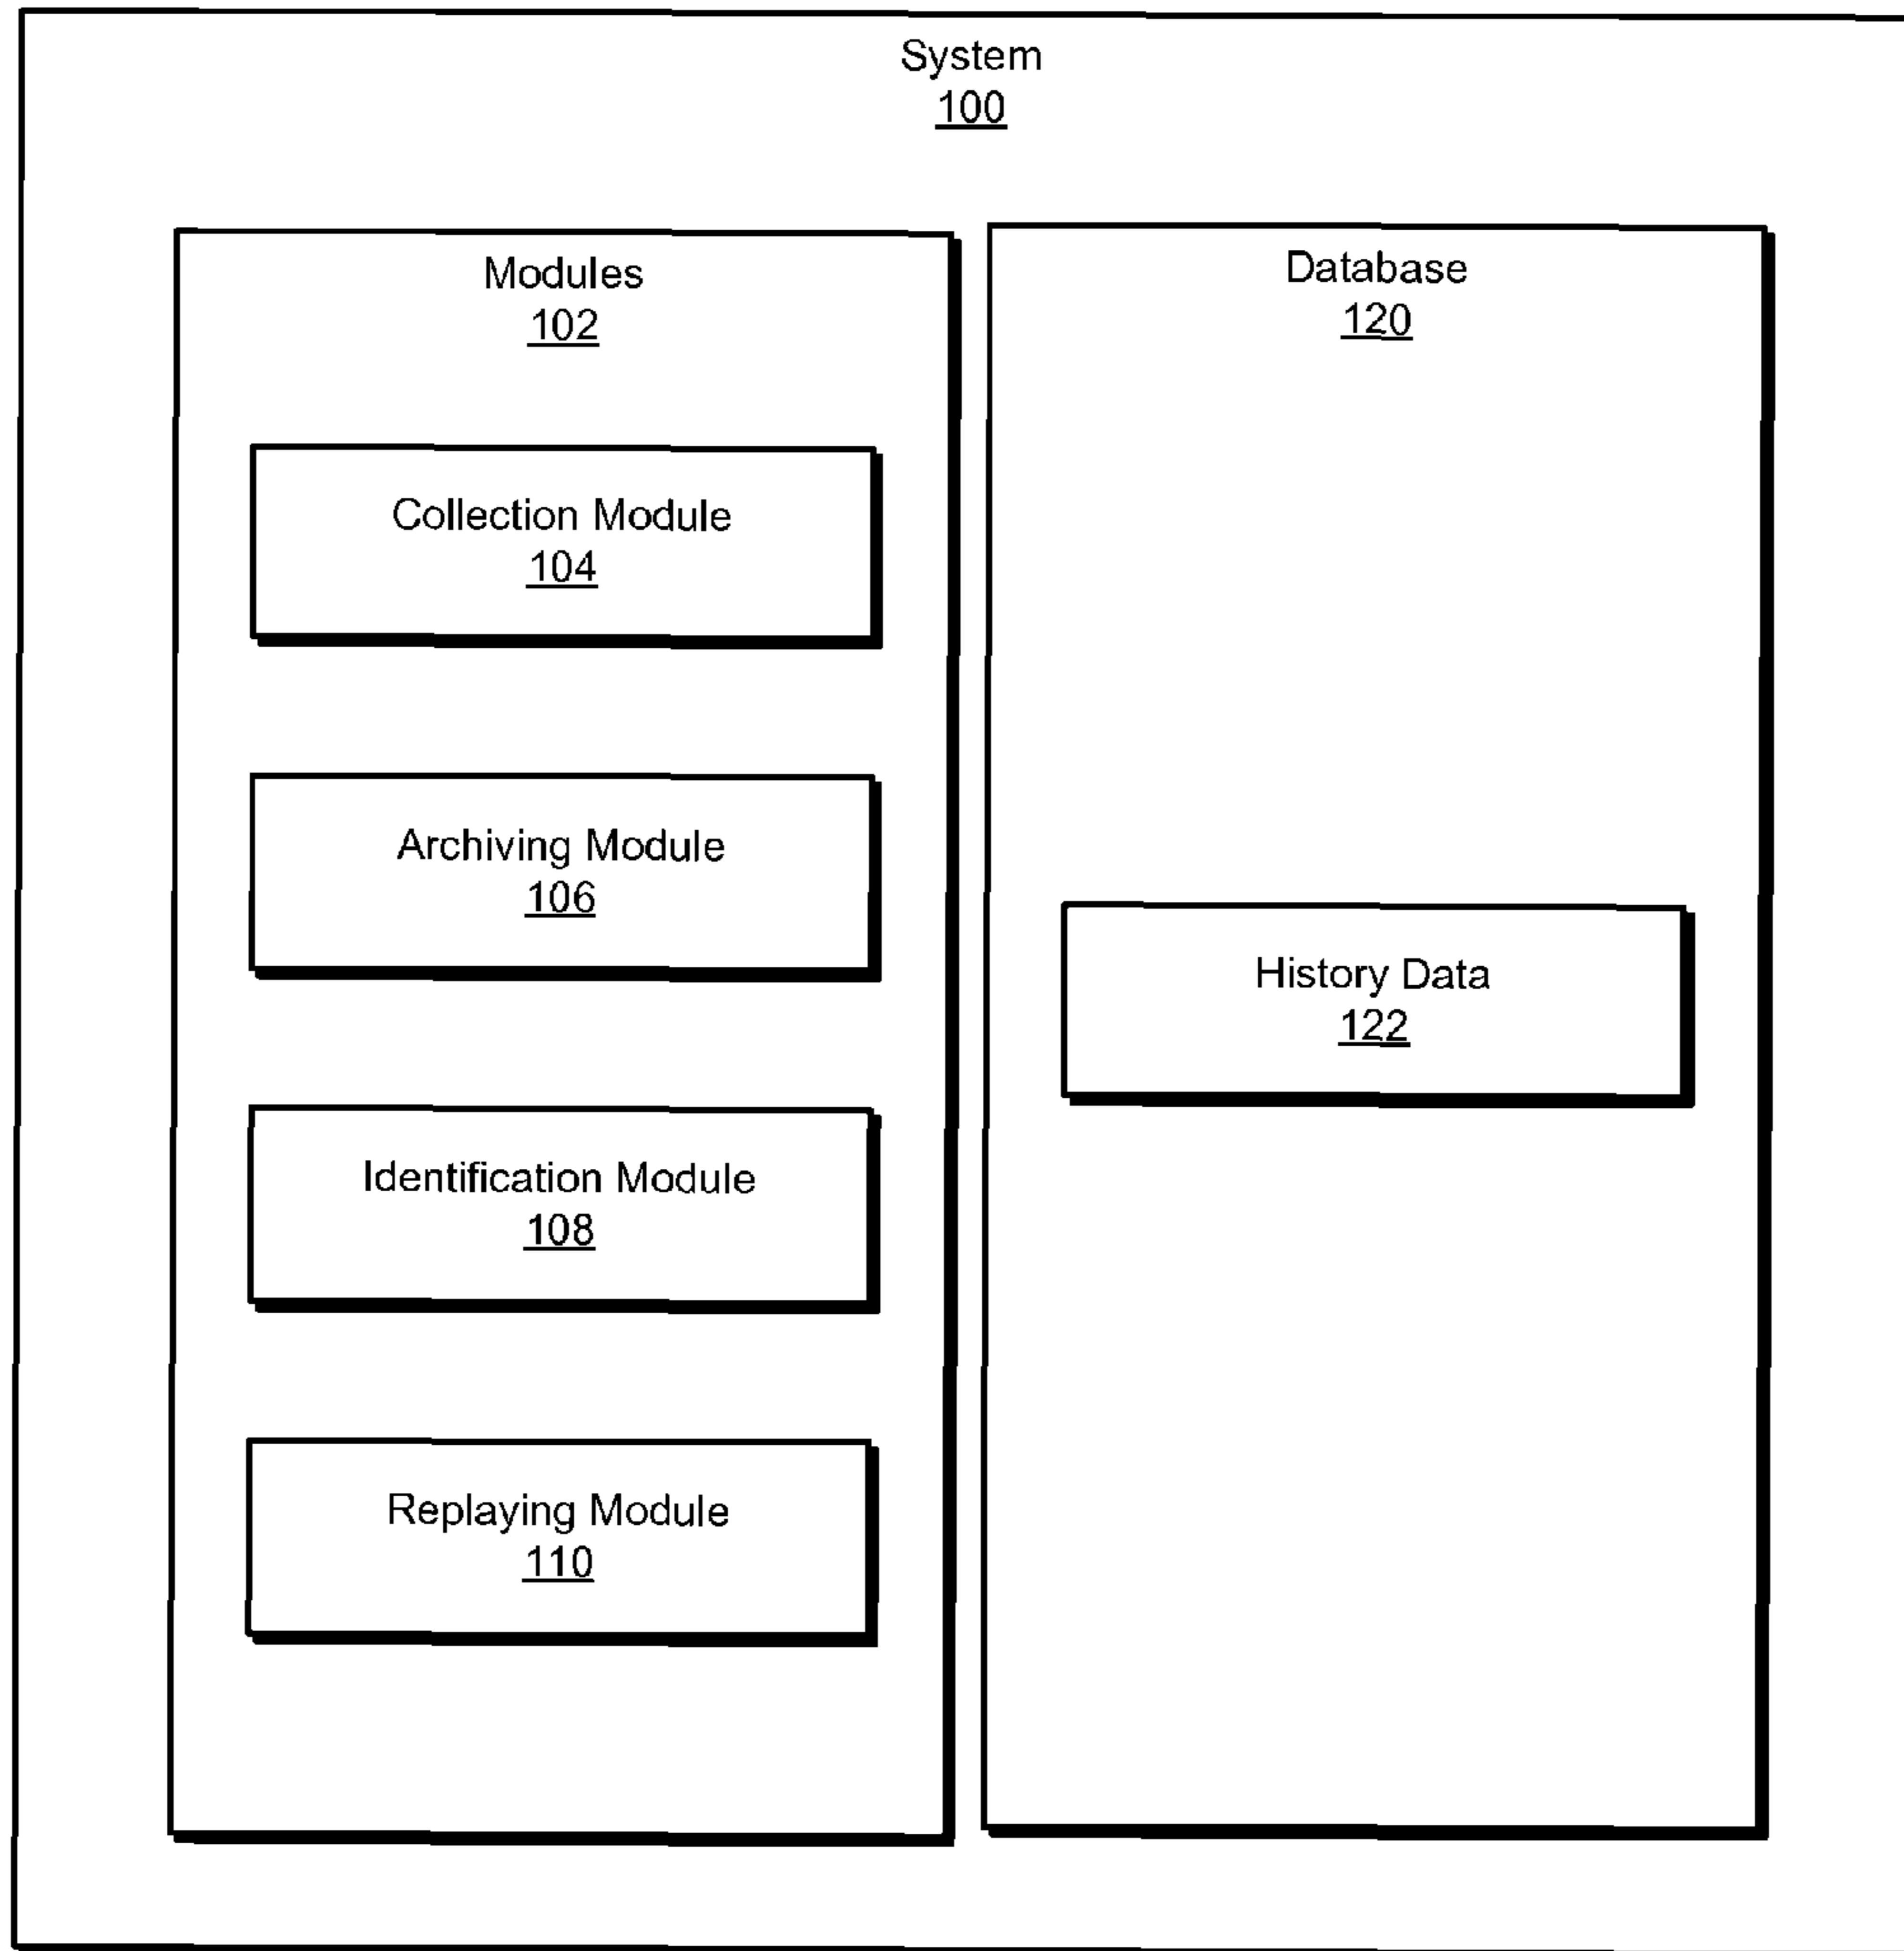 System
100
Modules
102
Collection Module
104
Archiving Module
106
Identification Module
108
Replaying Module
110
Database
120
History Data
122